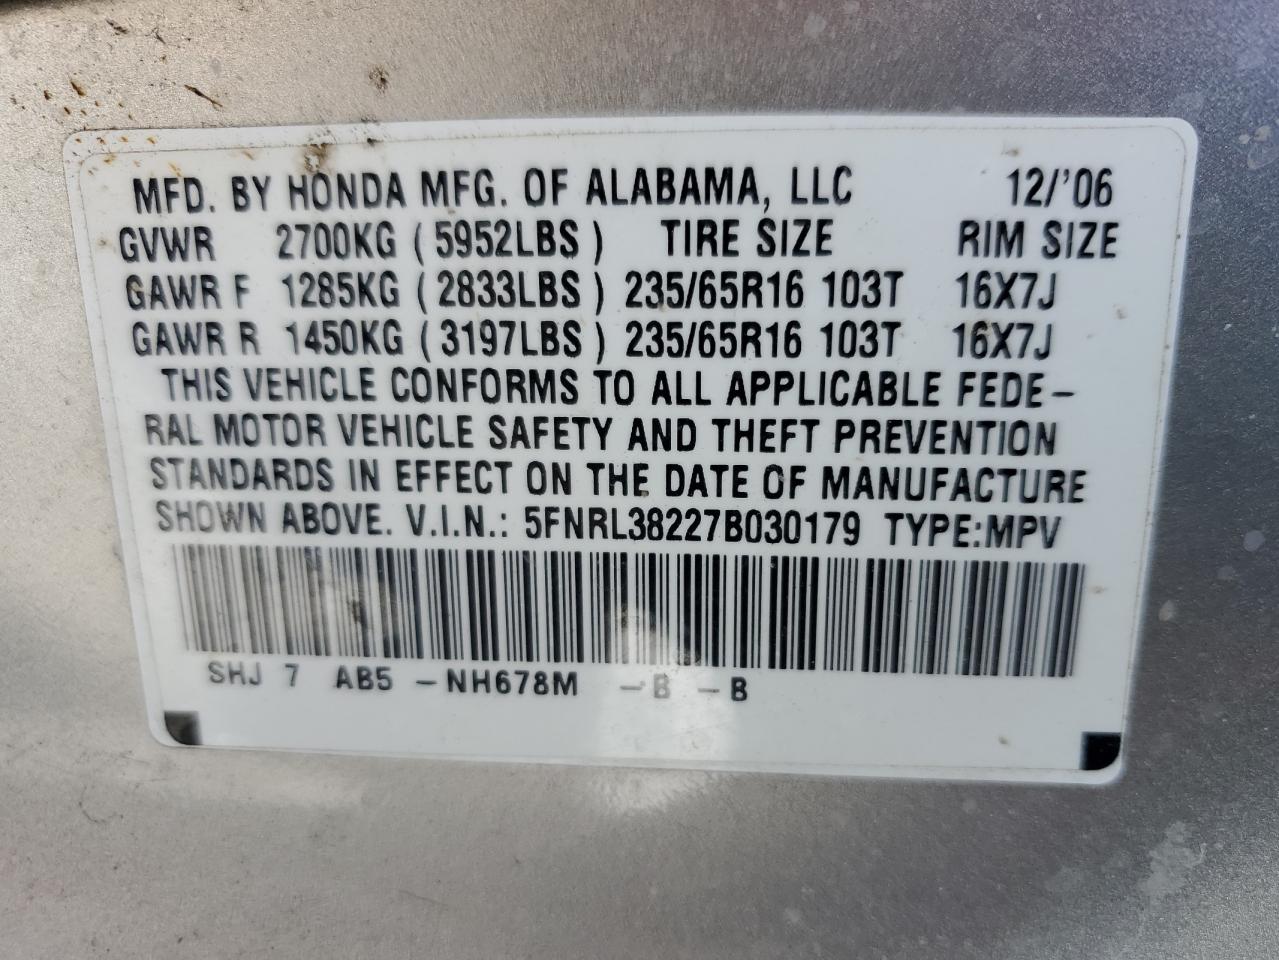 MFD. BY HONDA MFG. OF ALABAMA, LLC 12/'06
GVWR 2700KG (5952LBS) TIRE SIZE RIM SIZE
GAWR F 1285KG (2833LBS) 235/65R16 103T 16X7J
GAWR R 1450KG (3197LBS) 235/65R16 103T 16X7J
THIS VEHICLE CONFORMS TO ALL APPLICABLE FEDE-
RAL MOTOR VEHICLE SAFETY AND THEFT PREVENTION
STANDARDS IN EFFECT ON THE DATE OF MANUFACTURE
SHOWN ABOVE. V.I.N.: 5FNRL38227B030179 TYPE:MPV
SHJ 7 AB5 -NH678M -B -B